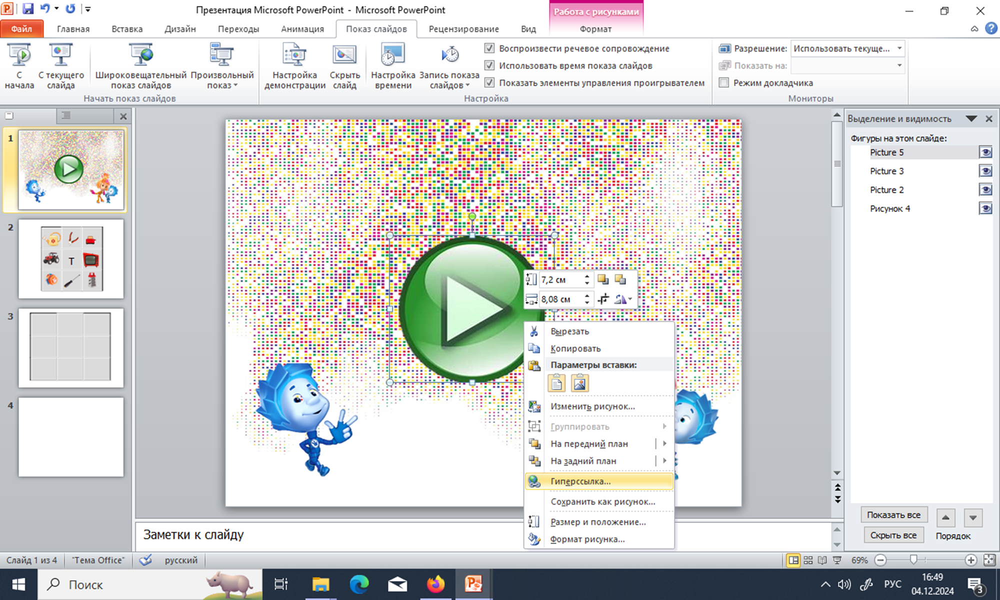 Презентация Microsoft PowerPoint - Microsoft PowerPoint
Работа с рисунками
Файл Главная Вставка Дизайн Переходы Анимация Показ слайдов Рецензирование Вид Формат
С начала
С текущего слайда
Широковещательный показ слайдов
Произвольный показ
Начать показ слайдов
Настройка демонстрации
Скрыть слайд
Настройка времени
Запись показа слайдов
Воспроизвести речевое сопровождение
Использовать время показа слайдов
Показать элементы управления проигрывателем
Настройка
Разрешение: Использовать текуще...
Показать на:
Режим докладчика
Мониторы
1
2
Т
3
4
7,2 см
8,08 см
Вырезать
Копировать
Параметры вставки:
Изменить рисунок...
Группировать
На передний план
На задний план
Гиперссылка...
Сохранить как рисунок...
Размер и положение...
Формат рисунка...
Выделение и видимость
Фигуры на этом слайде:
Picture 5
Picture 3
Picture 2
Рисунок 4
Показать все
Скрыть все
Порядок
Заметки к слайду
Слайд 1 из 4 "Тема Office" русский 69%
Поиск
РУС
16:49
04.12.2024
3